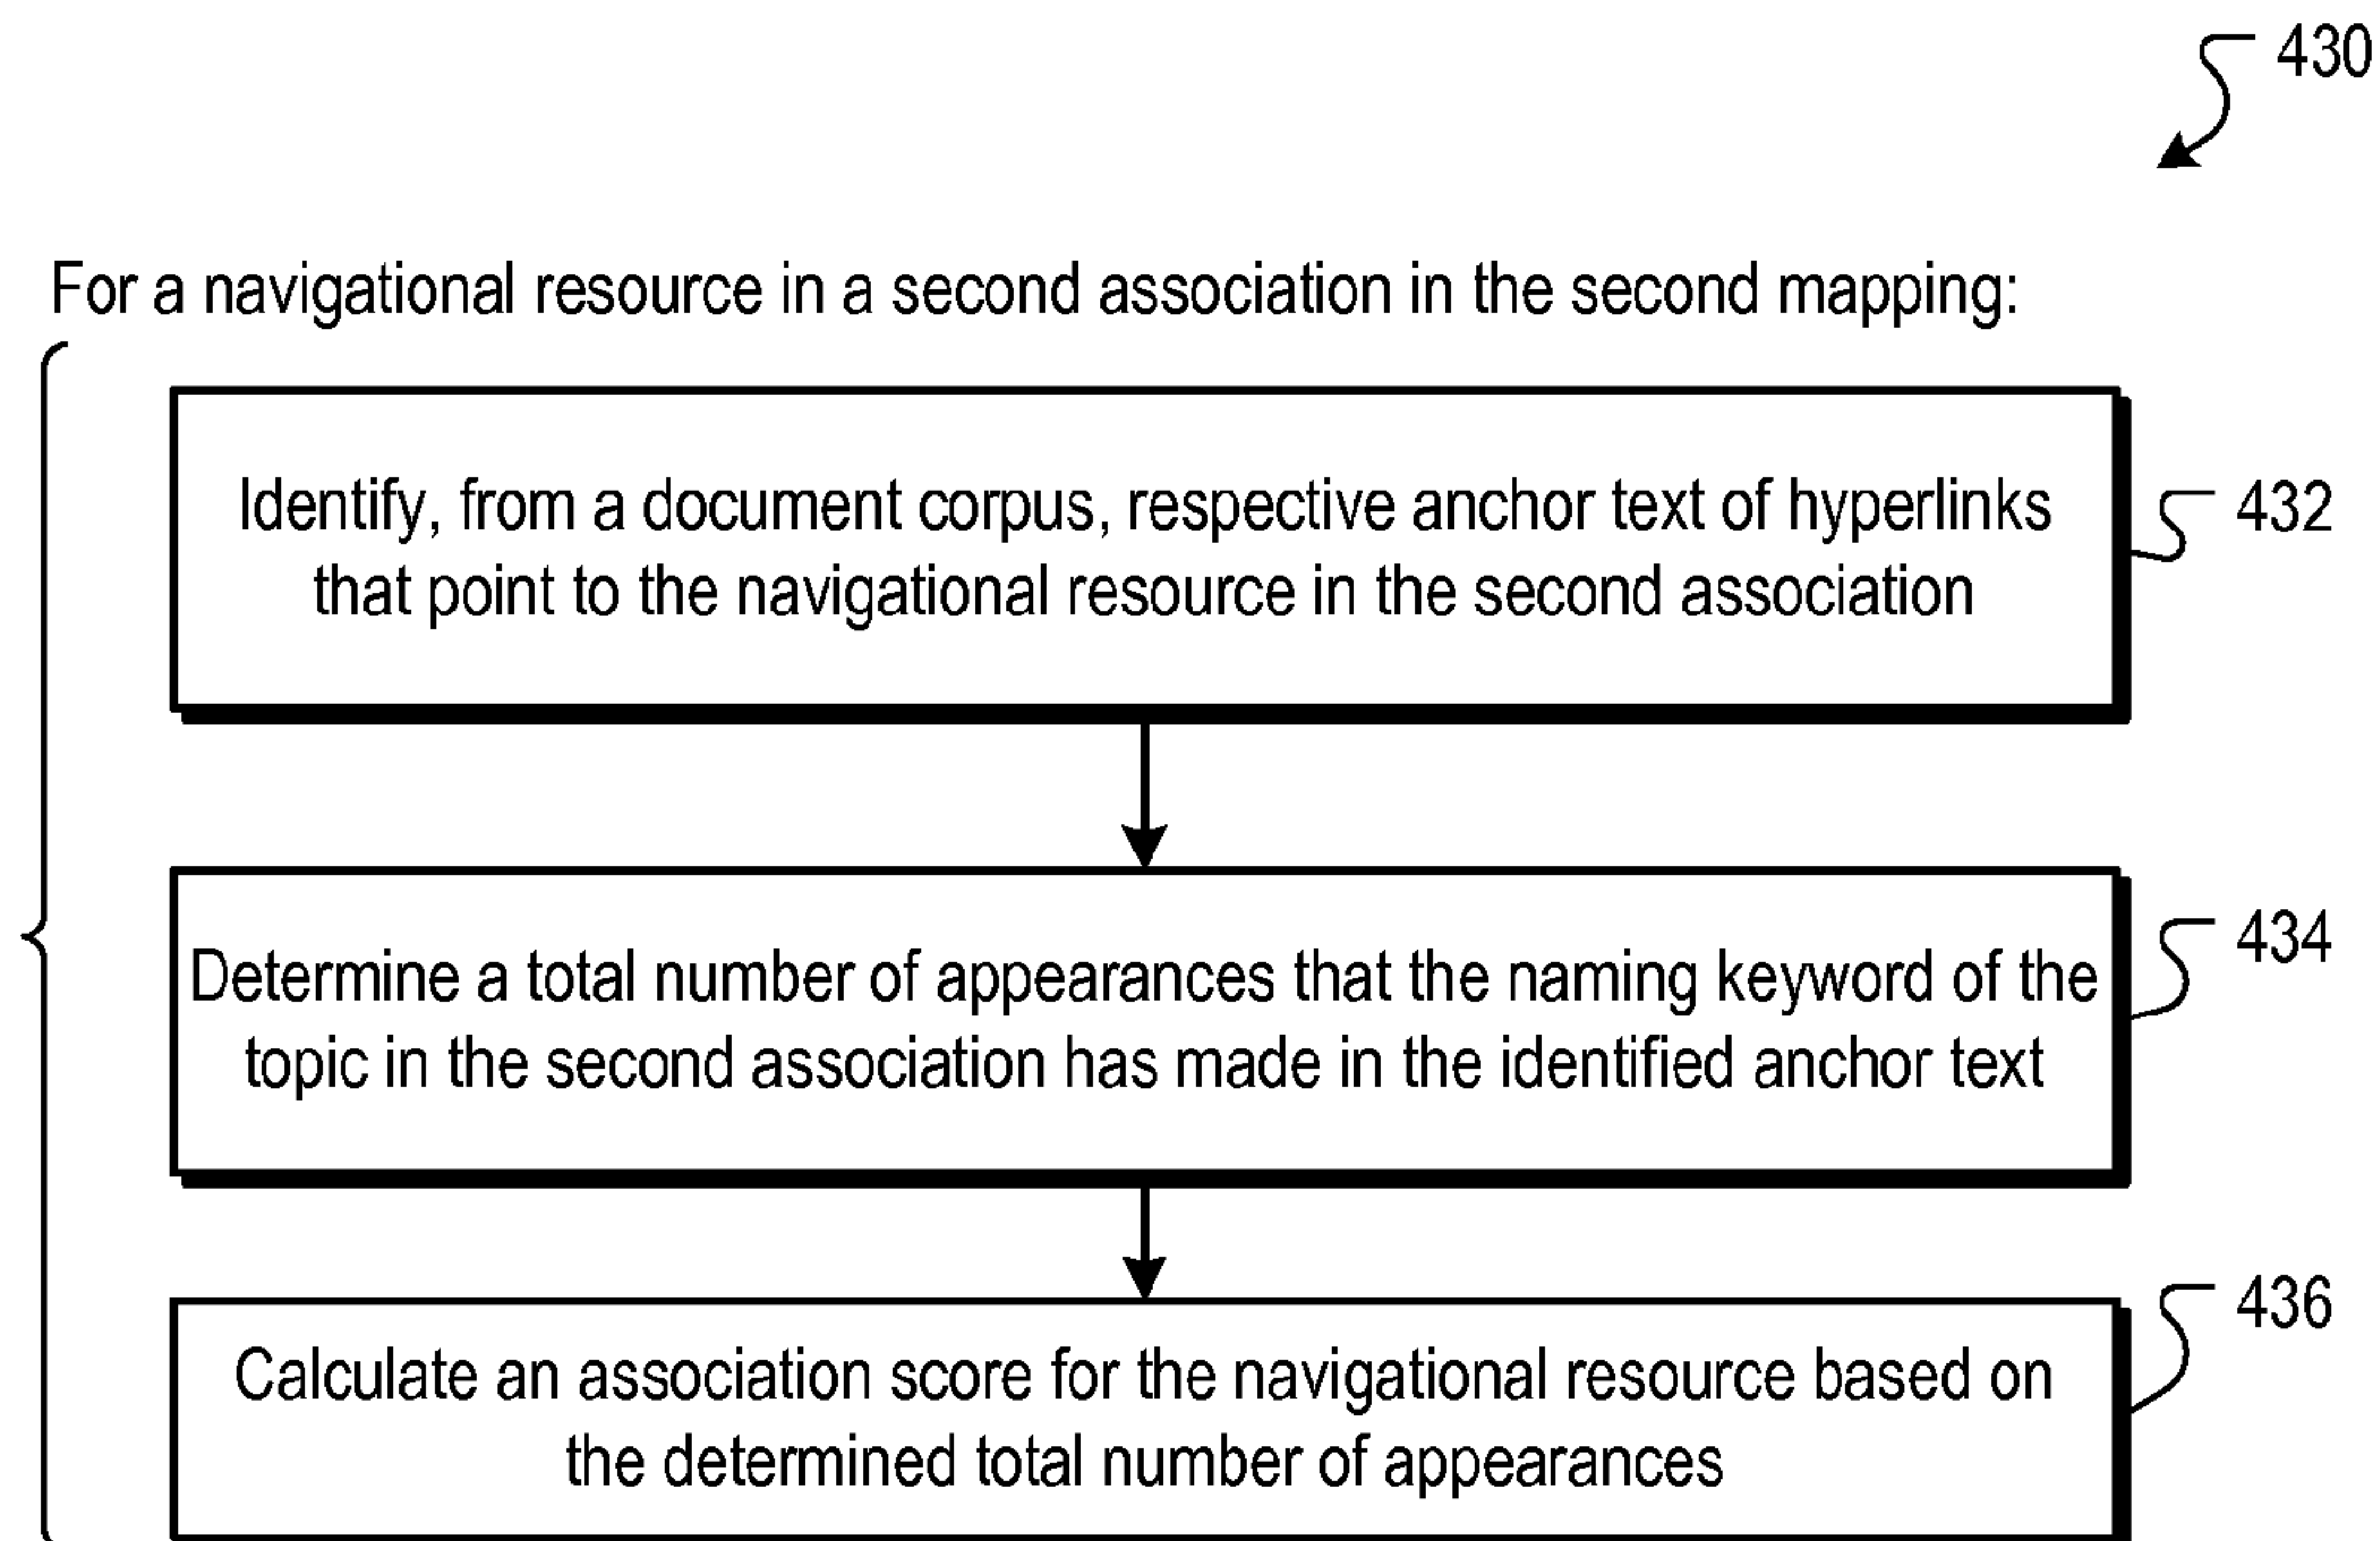 430
For a navigational resource in a second association in the second mapping:
Identify, from a document corpus, respective anchor text of hyperlinks
that point to the navigational resource in the second association
432
Determine a total number of appearances that the naming keyword of the
topic in the second association has made in the identified anchor text
434
Calculate an association score for the navigational resource based on
the determined total number of appearances
436